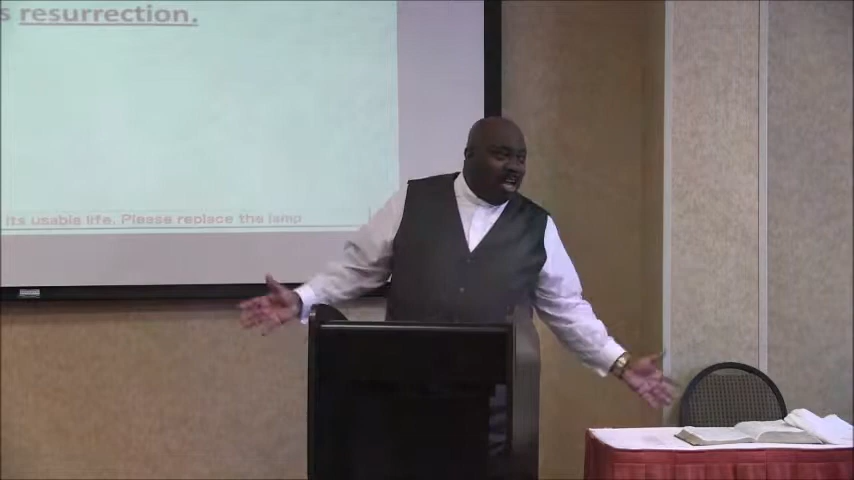 s resurrection.
its usable life. Please replace the lamp